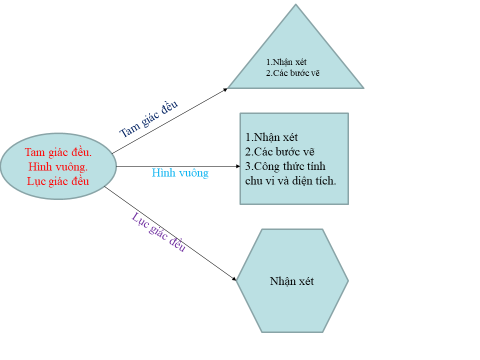 Tam giác đều.
Hình vuông.
Lục giác đều
Tam giác đều
1.Nhận xét
2.Các bước vẽ
Hình vuông
1.Nhận xét
2.Các bước vẽ
3.Công thức tính
chu vi và diện tích.
Lục giác đều
Nhận xét